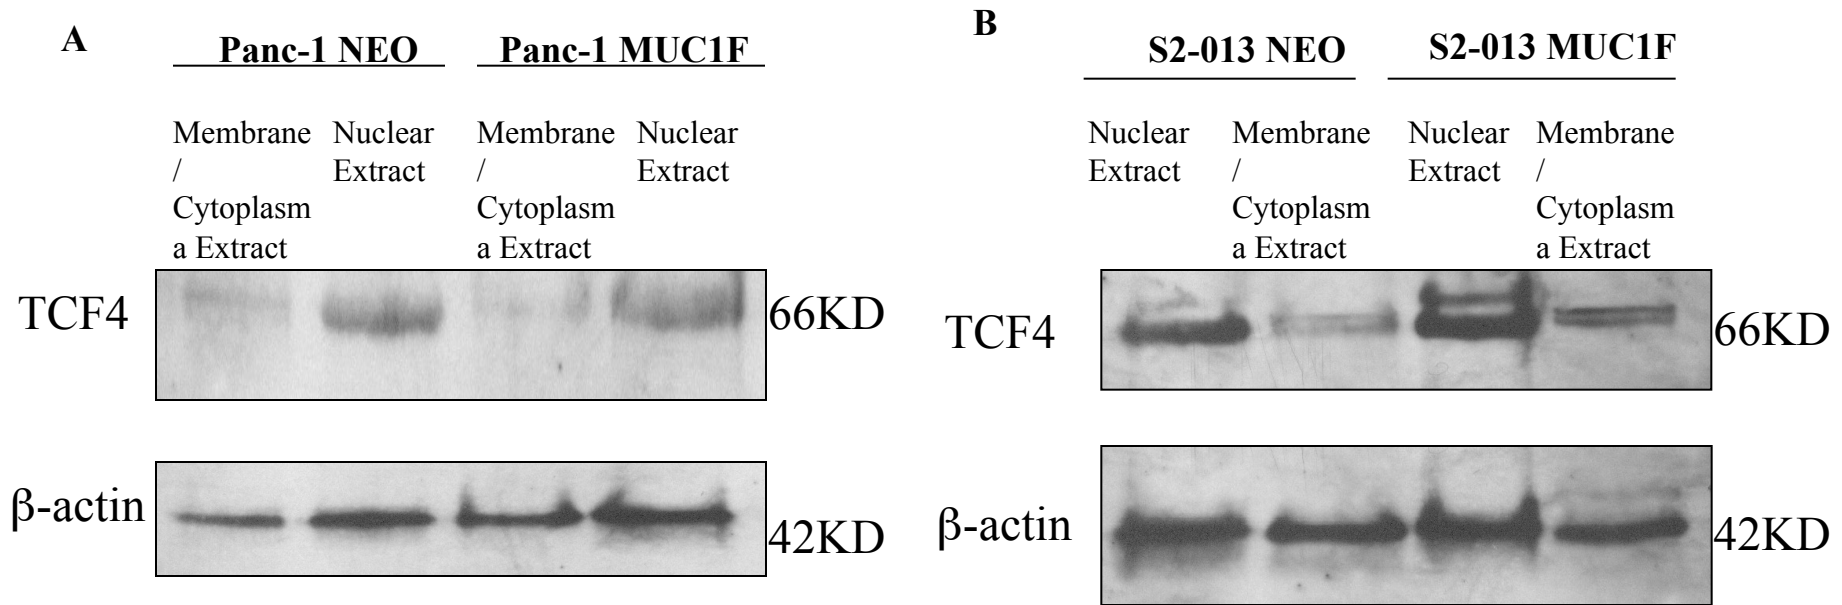 A
Panc-1 NEO
Panc-1 MUC1F
Membrane
/
Cytoplasm
a Extract
Nuclear
Extract
Membrane
/
Cytoplasm
a Extract
Nuclear
Extract
TCF4
66KD
β-actin
42KD
B
S2-013 NEO
S2-013 MUC1F
Nuclear
Extract
Membrane
/
Cytoplasm
a Extract
Nuclear
Extract
Membrane
/
Cytoplasm
a Extract
TCF4
66KD
β-actin
42KD